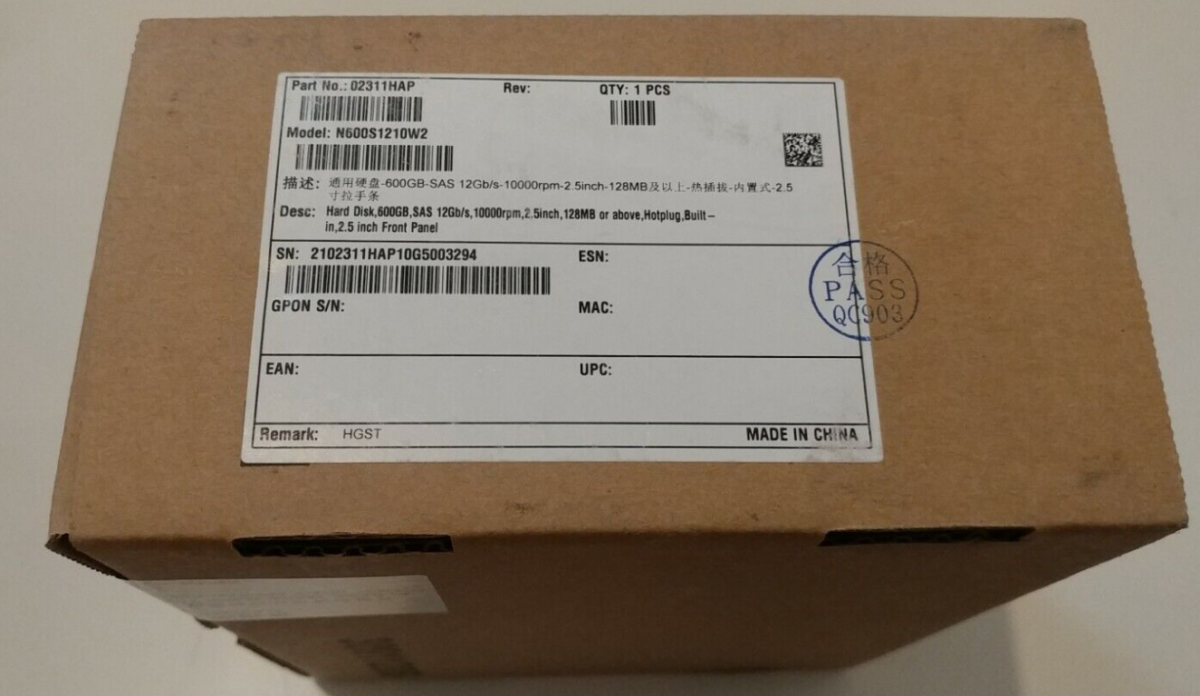 Part No.: 02311HAP
Rev:
QTY: 1 PCS
Model: N600S1210W2
描述: 通用硬盘-600GB-SAS 12Gb/s-10000rpm-2.5inch-128MB及以上-热插拔-内置式-2.5
寸拉手条
Desc: Hard Disk,600GB,SAS 12Gb/s,10000rpm,2.5inch,128MB or above,Hotplug,Built-
in,2.5 inch Front Panel
SN: 2102311HAP10G5003294
ESN:
合格
PASS
QC903
GPON S/N:
MAC:
EAN:
UPC:
Remark: HGST
MADE IN CHINA